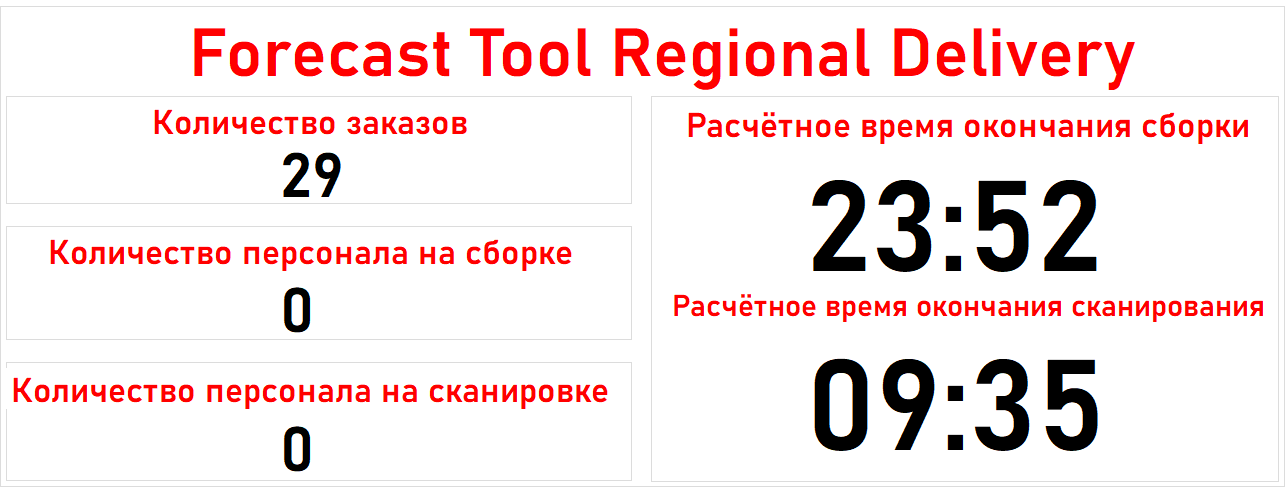 Forecast Tool Regional Delivery
Количество заказов
29
Количество персонала на сборке
0
Количество персонала на сканировке
0
Расчётное время окончания сборки
23:52
Расчётное время окончания сканирования
09:35